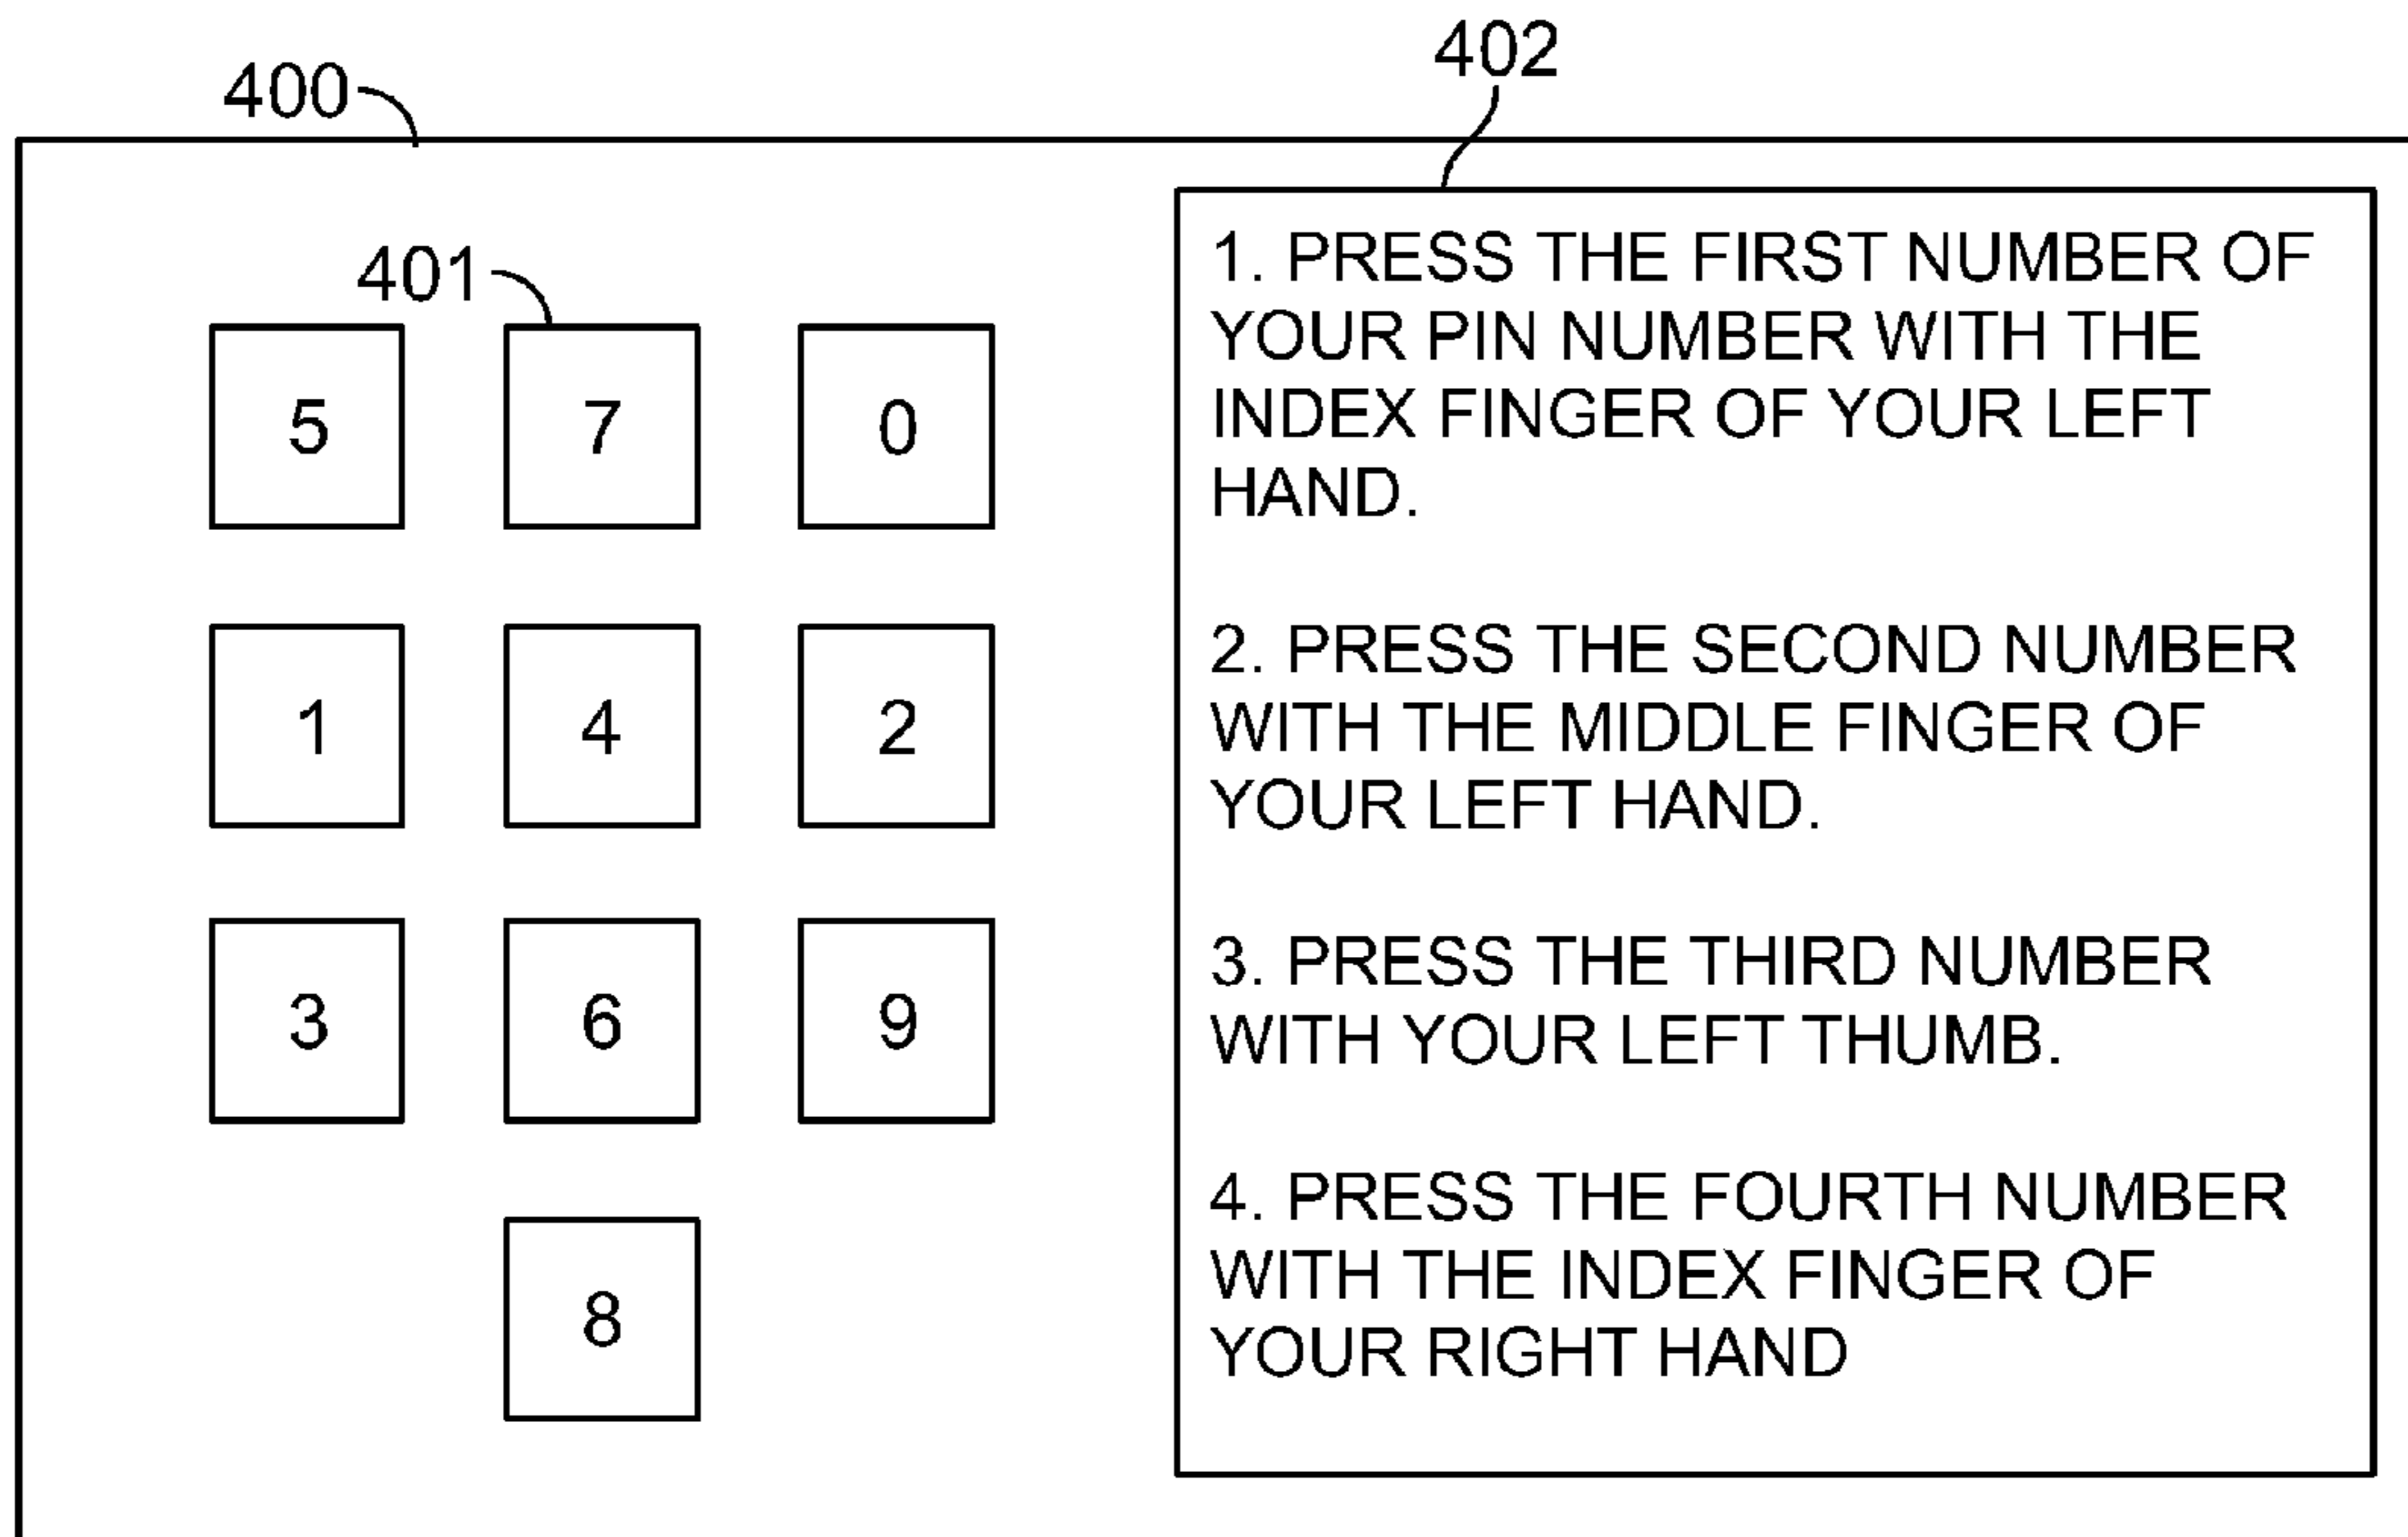 400
402
401
5 7 0
1 4 2
3 6 9
8
1. PRESS THE FIRST NUMBER OF
YOUR PIN NUMBER WITH THE
INDEX FINGER OF YOUR LEFT
HAND.
2. PRESS THE SECOND NUMBER
WITH THE MIDDLE FINGER OF
YOUR LEFT HAND.
3. PRESS THE THIRD NUMBER
WITH YOUR LEFT THUMB.
4. PRESS THE FOURTH NUMBER
WITH THE INDEX FINGER OF
YOUR RIGHT HAND